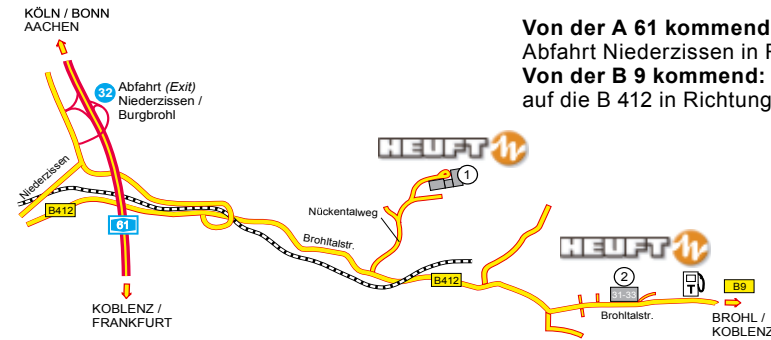 KÖLN / BONN
AACHEN
Von der A 61 kommend
Abfahrt Niederzissen in
Von der B 9 kommend:
auf die B 412 in Richtung
32
Abfahrt (Exit)
Niederzissen /
Burgbrohl
HEUFT
1
Niederzissen
B412
61
Nückentalweg
Brohltalstr.
HEUFT
B412
2
31-33
T
B9
Brohltalstr.
BROHL /
KOBLENZ
KOBLENZ /
FRANKFURT